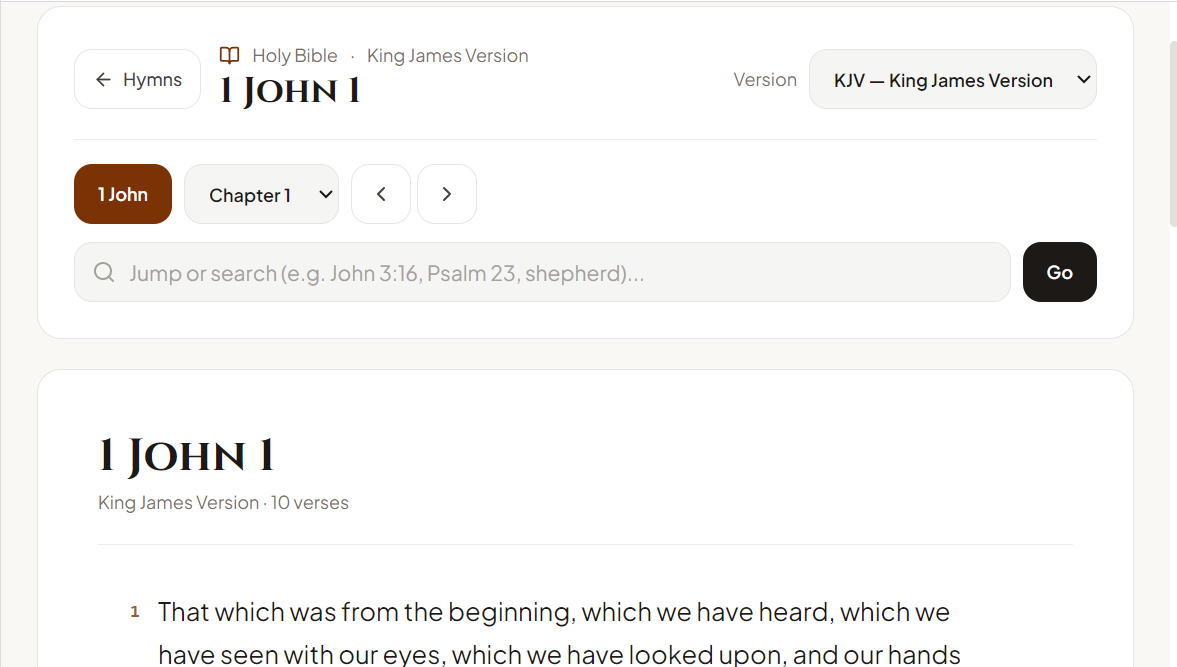 Hymns
Holy Bible · King James Version
1 John 1
Version
KJV — King James Version
1 John
Chapter 1
Jump or search (e.g. John 3:16, Psalm 23, shepherd)...
Go
1 John 1
King James Version · 10 verses
1 That which was from the beginning, which we have heard, which we
have seen with our eyes, which we have looked upon, and our hands